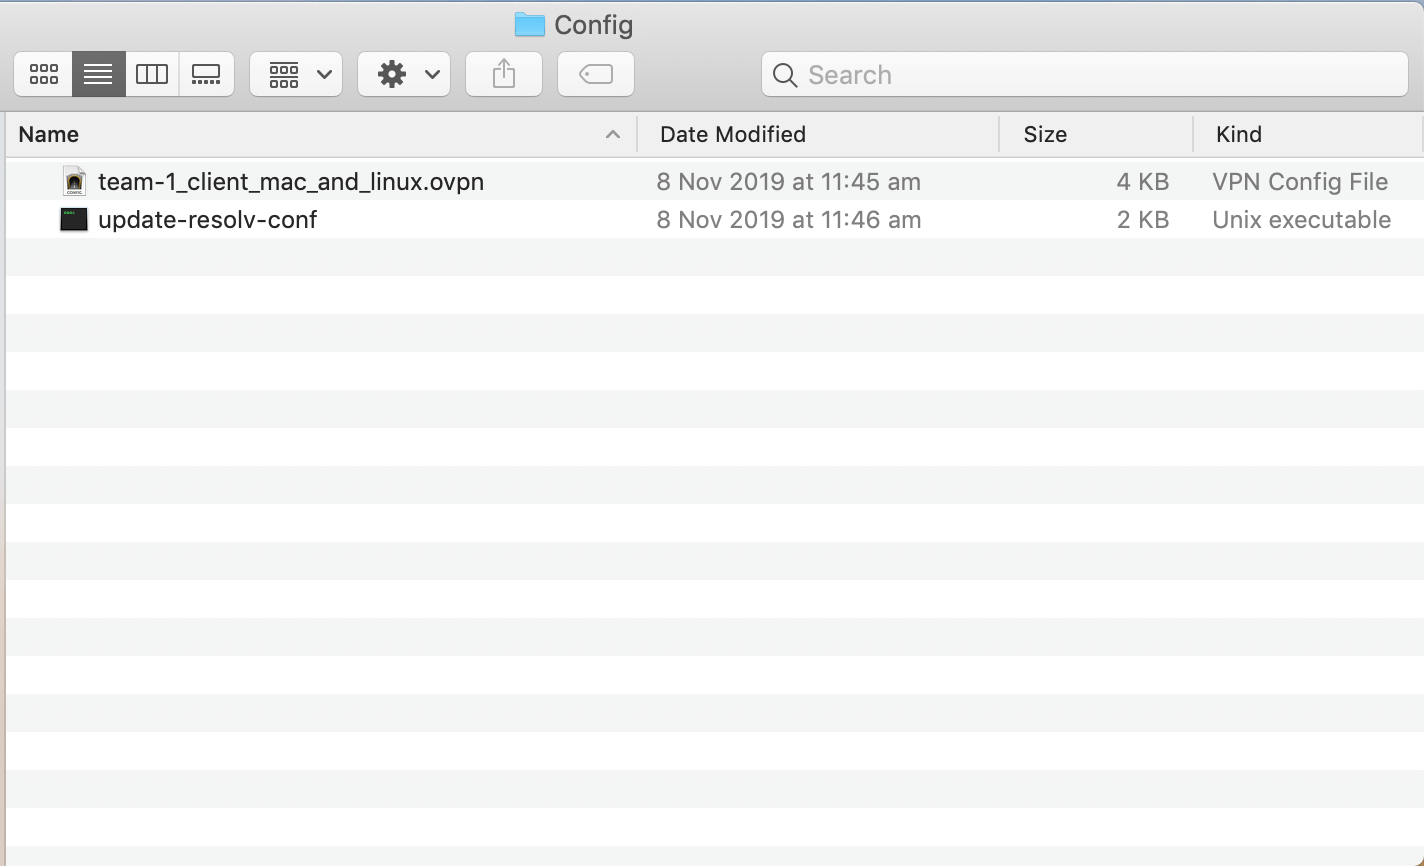 Config
Search
Name Date Modified Size Kind
team-1_client_mac_and_linux.ovpn 8 Nov 2019 at 11:45 am 4 KB VPN Config File
update-resolv-conf 8 Nov 2019 at 11:46 am 2 KB Unix executable